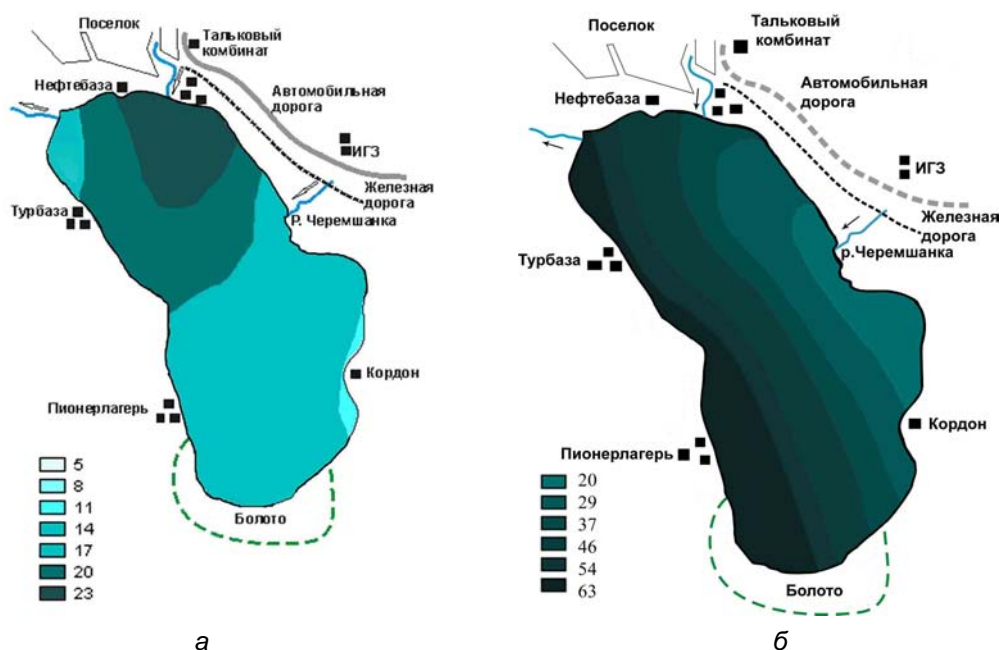 Поселок
Тальковый
комбинат
Нефтебаза
Автомобильная
дорога
ИГЗ
Железная
дорога
Р. Черемшанка
Турбаза
Кордон
Пионерлагерь
Болото
5
8
11
14
17
20
23
а
Поселок
Тальковый
комбинат
Нефтебаза
Автомобильная
дорога
ИГЗ
Железная
дорога
р.Черемшанка
Турбаза
Кордон
Пионерлагерь
Болото
20
29
37
46
54
63
б